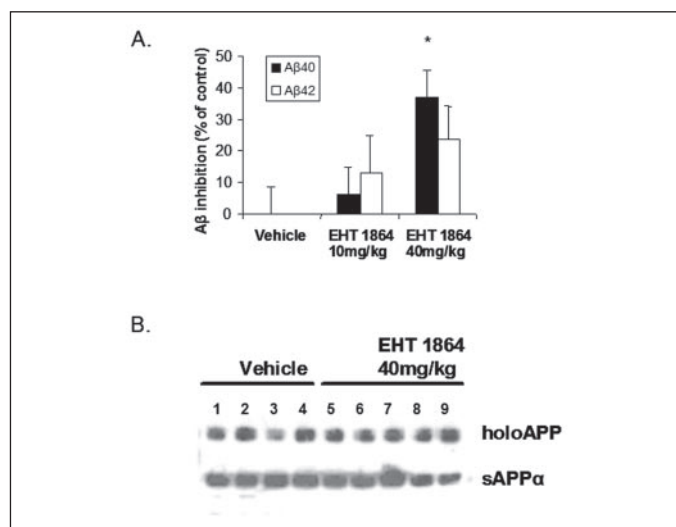 A.
*
Aβ inhibition (% of control)
50
40
30
20
10
0
Aβ40
Aβ42
Vehicle
EHT 1864
10mg/kg
EHT 1864
40mg/kg
B.
EHT 1864
Vehicle 40mg/kg
1 2 3 4 5 6 7 8 9
holoAPP
sAPPα